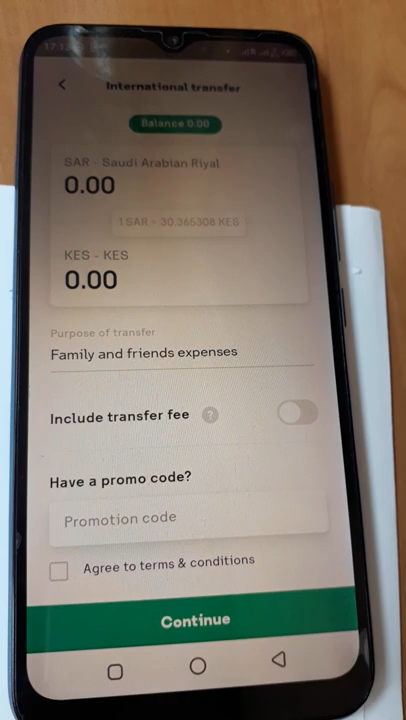 17:12
International transfer
Balance 0.00
SAR - Saudi Arabian Riyal
0.00
1 SAR = 30.365308 KES
KES - KES
0.00
Purpose of transfer
Family and friends expenses
Include transfer fee ?
Have a promo code?
Promotion code
Agree to terms & conditions
Continue